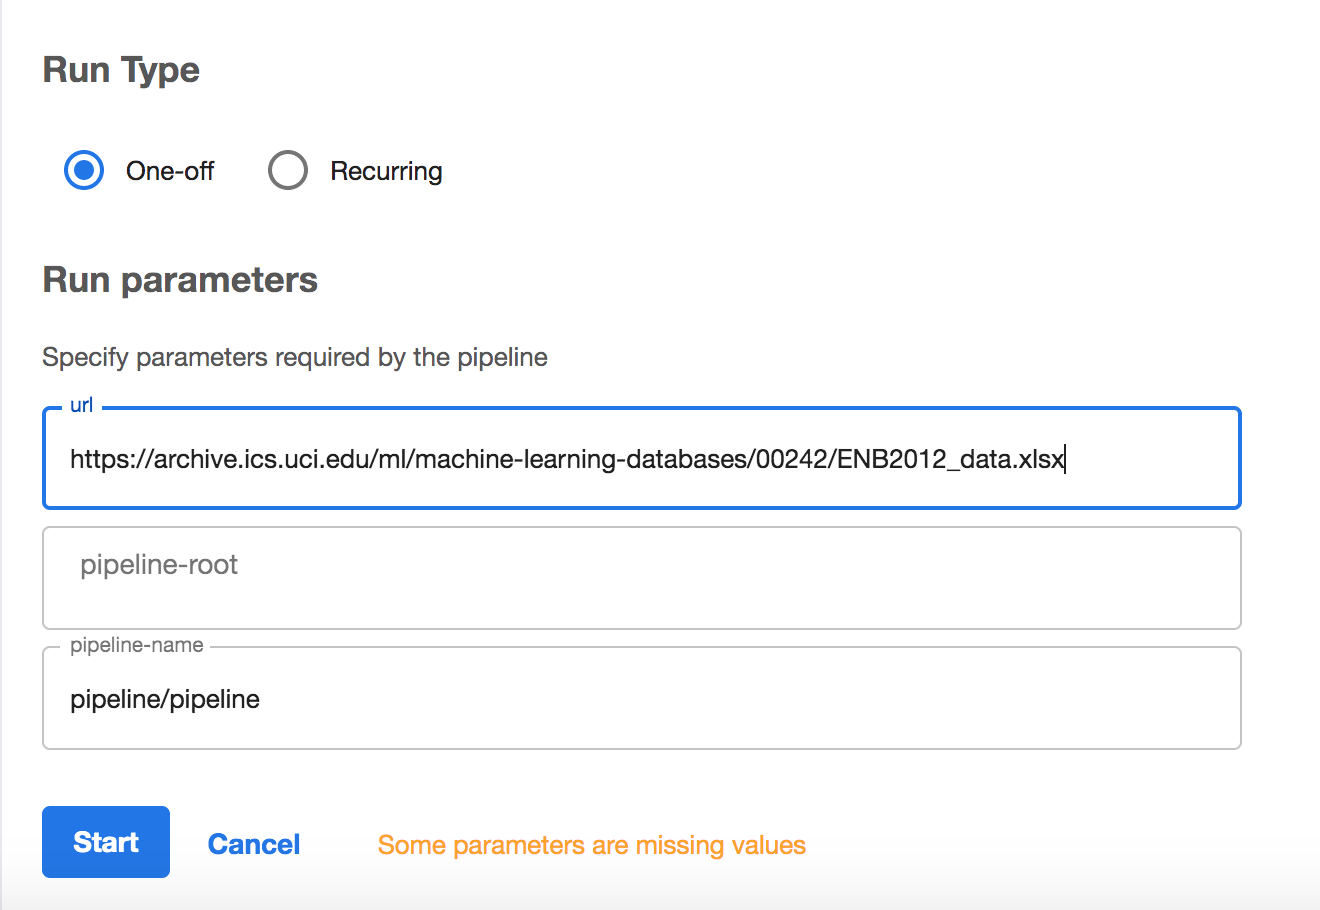 Run Type
One-off Recurring
Run parameters
Specify parameters required by the pipeline
url
https://archive.ics.uci.edu/ml/machine-learning-databases/00242/ENB2012_data.xlsx
pipeline-root
pipeline-name
pipeline/pipeline
Start Cancel Some parameters are missing values